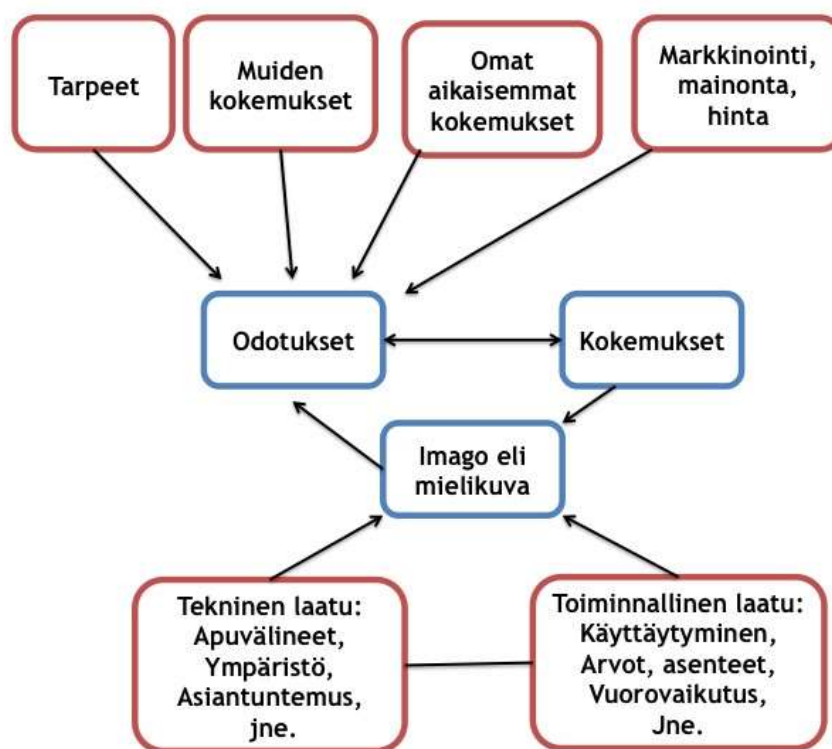 Tarpeet
Muiden
kokemukset
Omat
aikaisemmat
kokemukset
Markkinointi,
mainonta,
hinta
Odotukset
Kokemukset
Imago eli
mielikuva
Tekninen laatu:
Apuvälineet,
Ympäristö,
Asiantuntemus,
jne.
Toiminnallinen laatu:
Käyttäytyminen,
Arvot, asenteet,
Vuorovaikutus,
Jne.